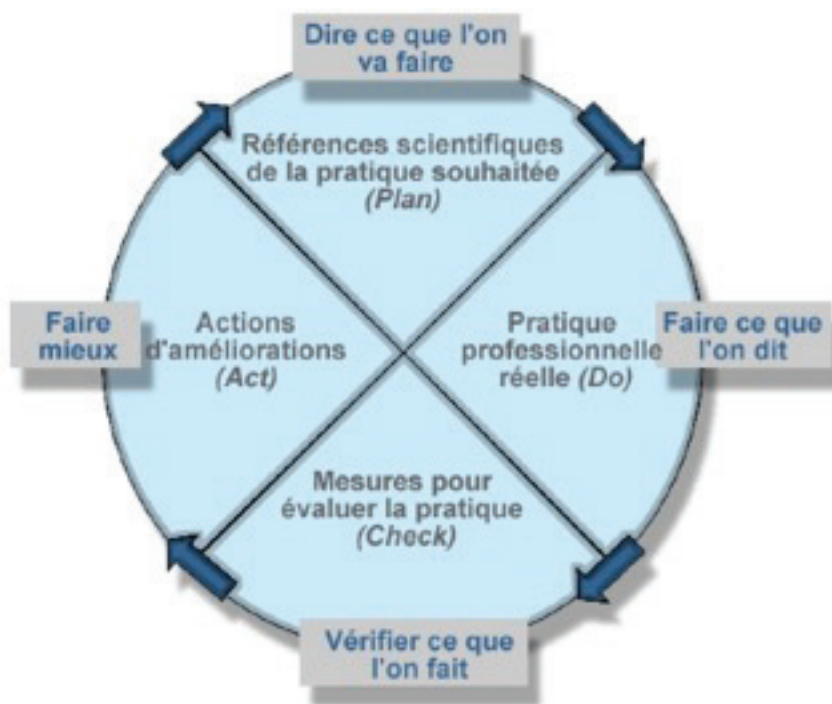 Dire ce que l'on
va faire
Références scientifiques
de la pratique souhaitée
(Plan)
Faire
mieux
Actions
d'améliorations
(Act)
Pratique
professionnelle
réelle (Do)
Faire ce que
l'on dit
Mesures pour
évaluer la pratique
(Check)
Vérifier ce que
l'on fait